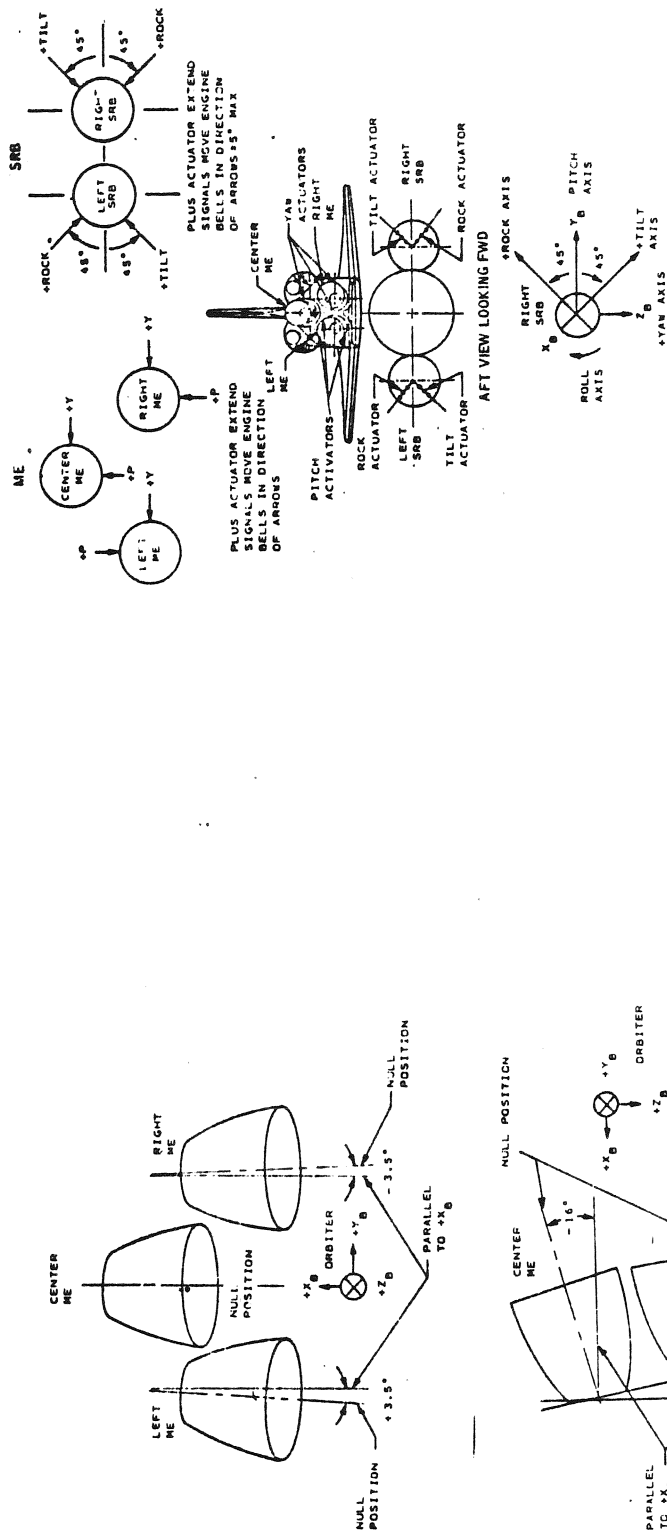 SRB
+ROCK
45°
45°
+TILT
LEFT
SRB
RIGHT
SRB
+TILT
45°
45°
+ROCK
PLUS ACTUATOR EXTEND
SIGNALS MOVE ENGINE
BELLS IN DIRECTION
OF ARROWS ±5° MAX
ME
CENTER
ME
+Y
+P
+P
LEFT
ME
+Y
RIGHT
ME
+Y
+P
PLUS ACTUATOR EXTEND
SIGNALS MOVE ENGINE
BELLS IN DIRECTION
OF ARROWS
CENTER
ME
LEFT
ME
YAW
ACTUATORS
RIGHT
ME
PITCH
ACTIVATORS
ROCK
ACTUATOR
LEFT
SRB
TILT
ACTUATOR
TILT ACTUATOR
RIGHT
SRB
ROCK ACTUATOR
AFT VIEW LOOKING FWD
RIGHT
SRB
X B
ROLL
AXIS
+ROCK AXIS
45°
Y B PITCH
AXIS
45°
+TILT AXIS
Z B
+YAW AXIS
CENTER
ME
LEFT
ME
RIGHT
ME
NULL
POSITION
+X B
ORBITER
+Y B
+Z B
+3.5°
-3.5°
NULL
POSITION
NULL
POSITION
PARALLEL
TO +X B
NULL POSITION
CENTER
ME
-16°
+X B
+Y B
ORBITER
+Z B
PARALLEL
TO +X